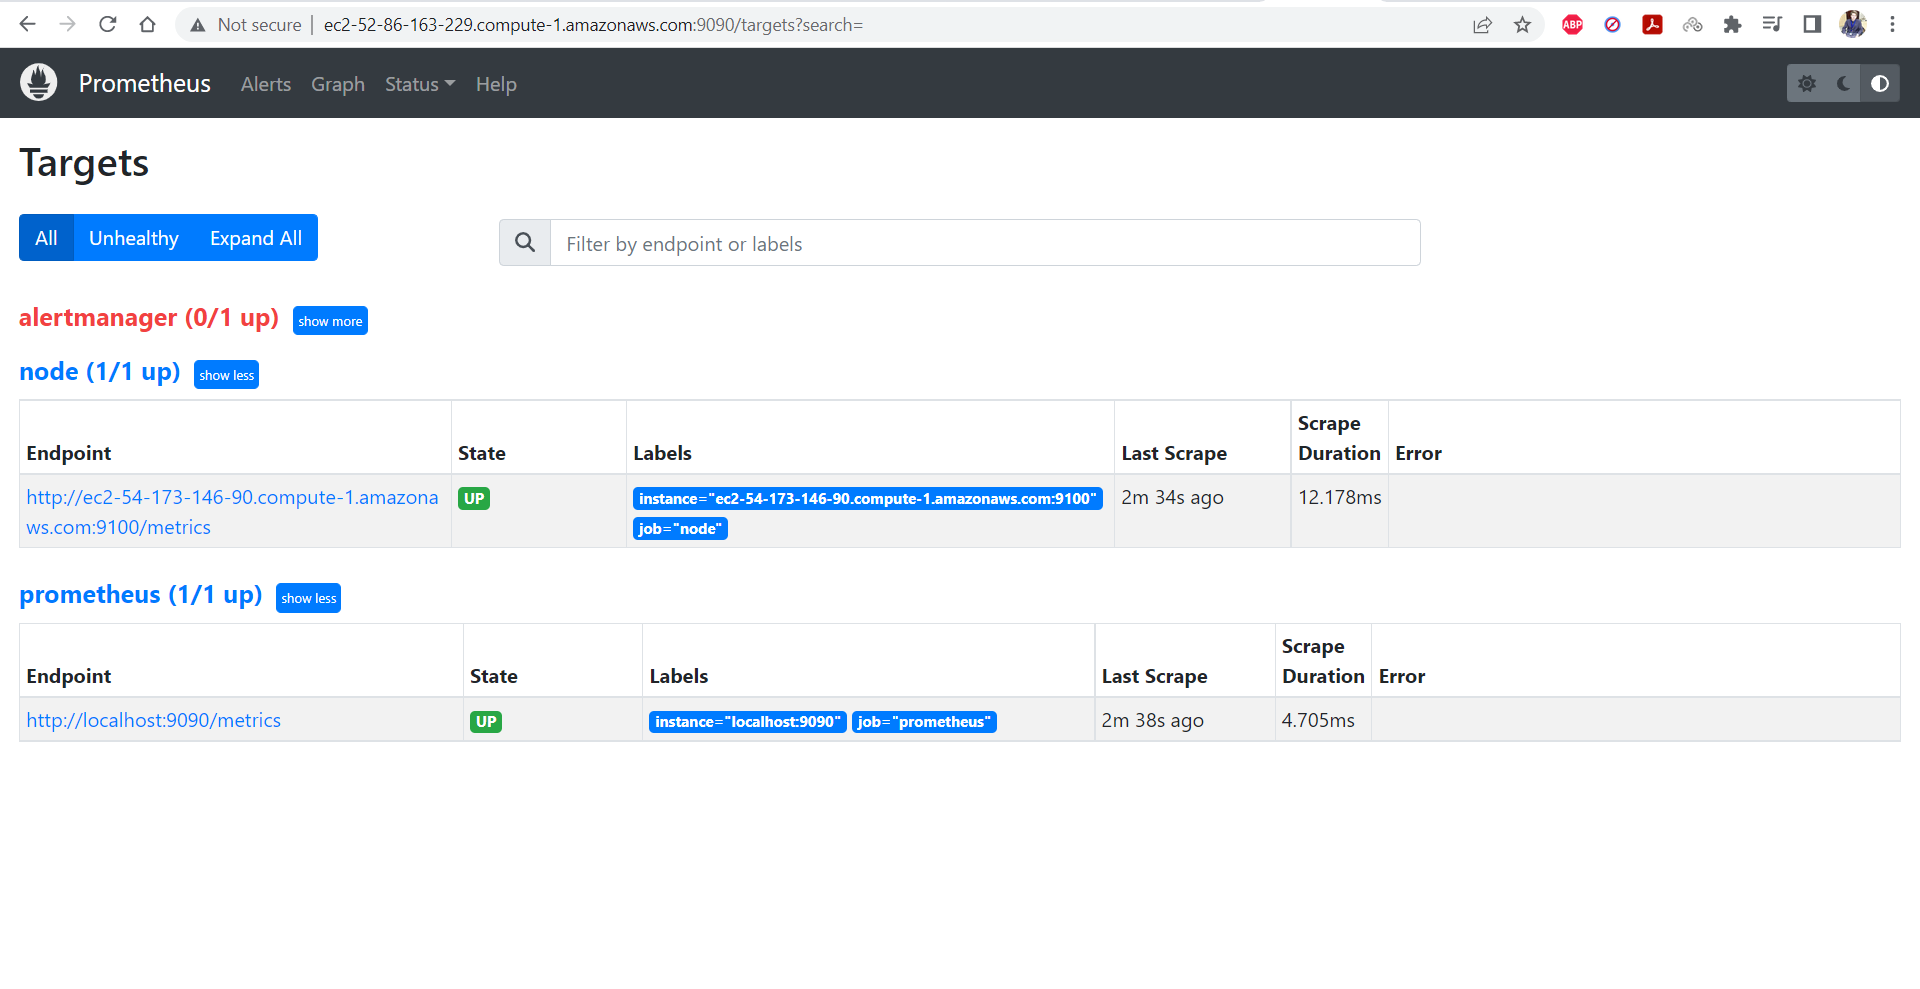 Not secure | ec2-52-86-163-229.compute-1.amazonaws.com:9090/targets?search=
ABP
Prometheus Alerts Graph Status Help
Targets
All Unhealthy Expand All
Filter by endpoint or labels
alertmanager (0/1 up) show more
node (1/1 up) show less
Scrape
Endpoint State Labels Last Scrape Duration Error
http://ec2-54-173-146-90.compute-1.amazona UP instance="ec2-54-173-146-90.compute-1.amazonaws.com:9100" 2m 34s ago 12.178ms
ws.com:9100/metrics job="node"
prometheus (1/1 up) show less
Scrape
Endpoint State Labels Last Scrape Duration Error
http://localhost:9090/metrics UP instance="localhost:9090" job="prometheus" 2m 38s ago 4.705ms